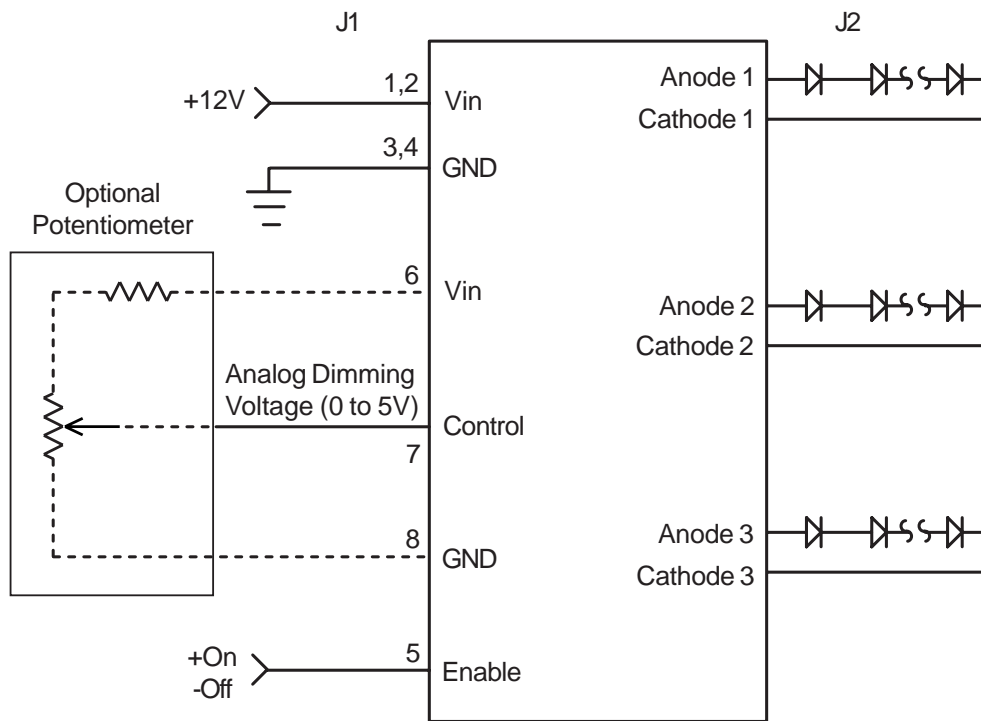 J1
J2
+12V
1,2
Vin
3,4
GND
Optional
Potentiometer
6
Vin
Analog Dimming
Voltage (0 to 5V)
Control
7
8
GND
+On
-Off
5
Enable
Anode 1
Cathode 1
Anode 2
Cathode 2
Anode 3
Cathode 3